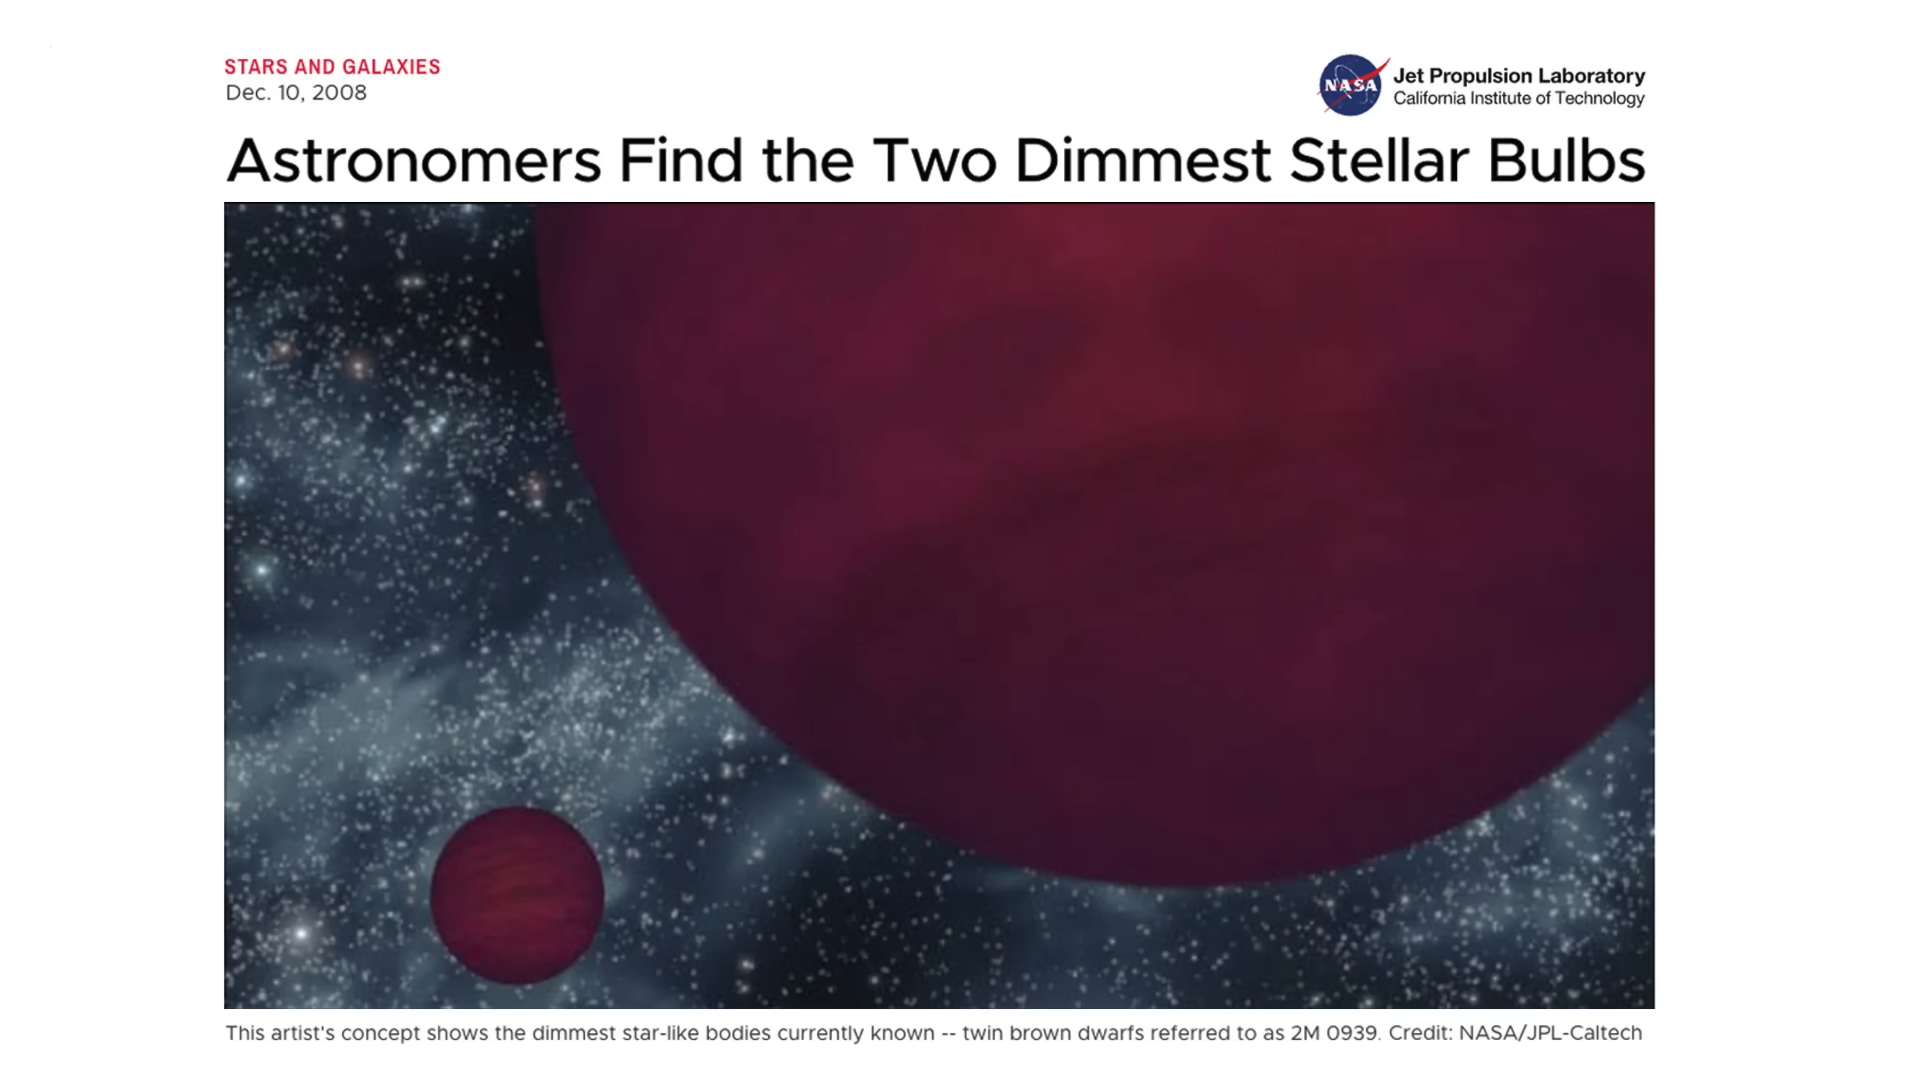 STARS AND GALAXIES
Dec. 10, 2008
NASA
Jet Propulsion Laboratory
California Institute of Technology
Astronomers Find the Two Dimmest Stellar Bulbs
This artist's concept shows the dimmest star-like bodies currently known -- twin brown dwarfs referred to as 2M 0939. Credit: NASA/JPL-Caltech